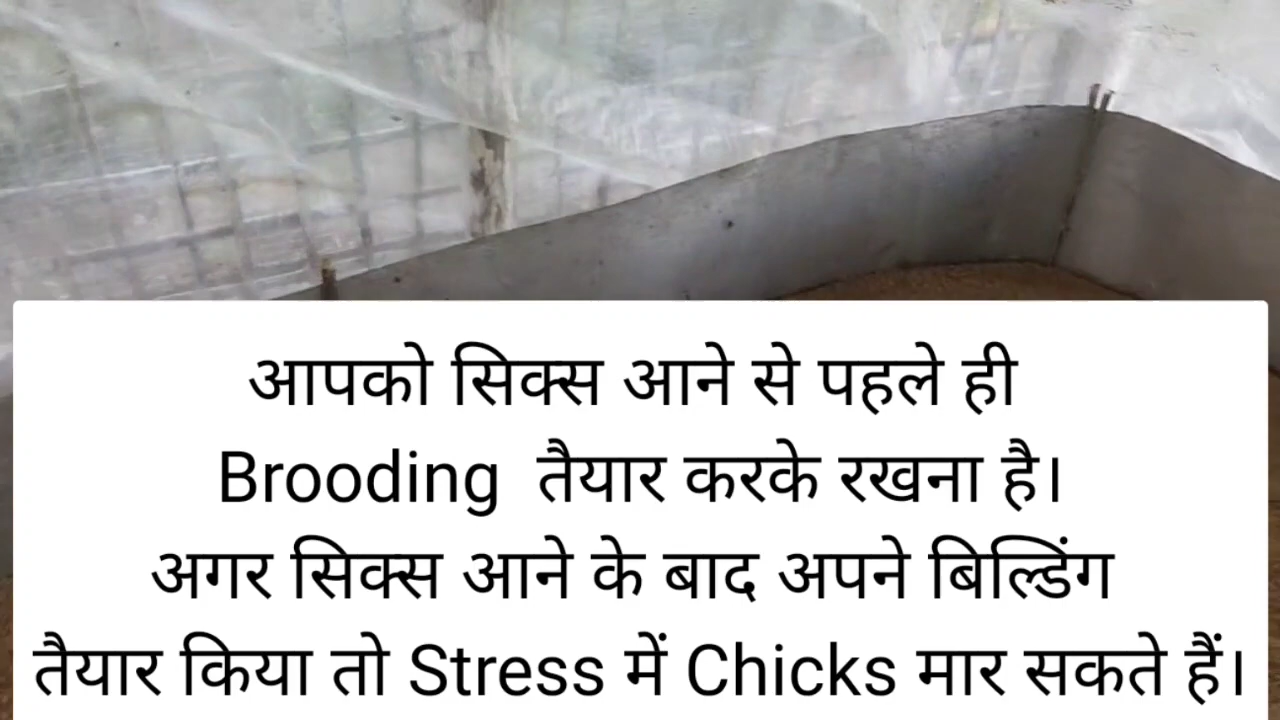 आपको सिक्स आने से पहले ही
Brooding तैयार करके रखना है।
अगर सिक्स आने के बाद अपने बिल्डिंग
तैयार किया तो Stress में Chicks मार सकते हैं।